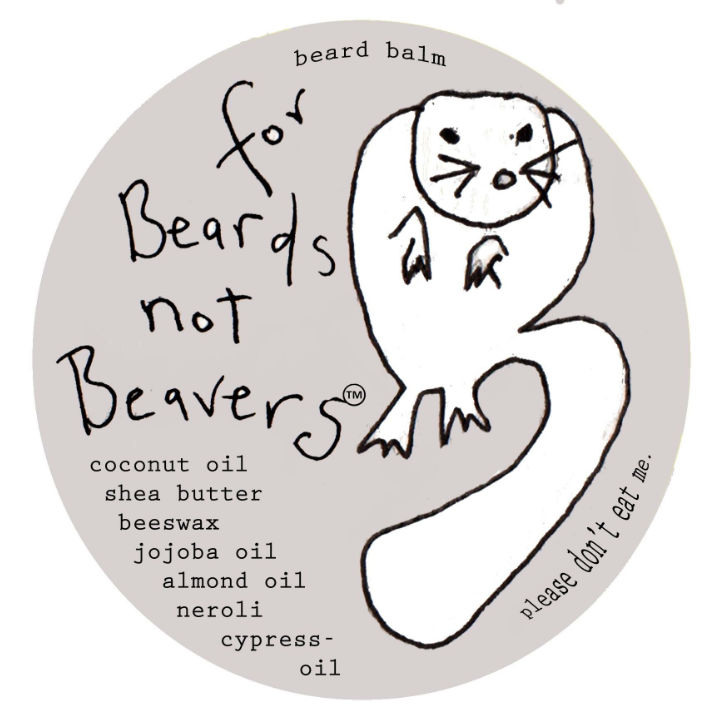 beard balm
for
Beards
not
Beavers™
coconut oil
shea butter
beeswax
jojoba oil
almond oil
neroli
cypress-
oil
please don't eat me.